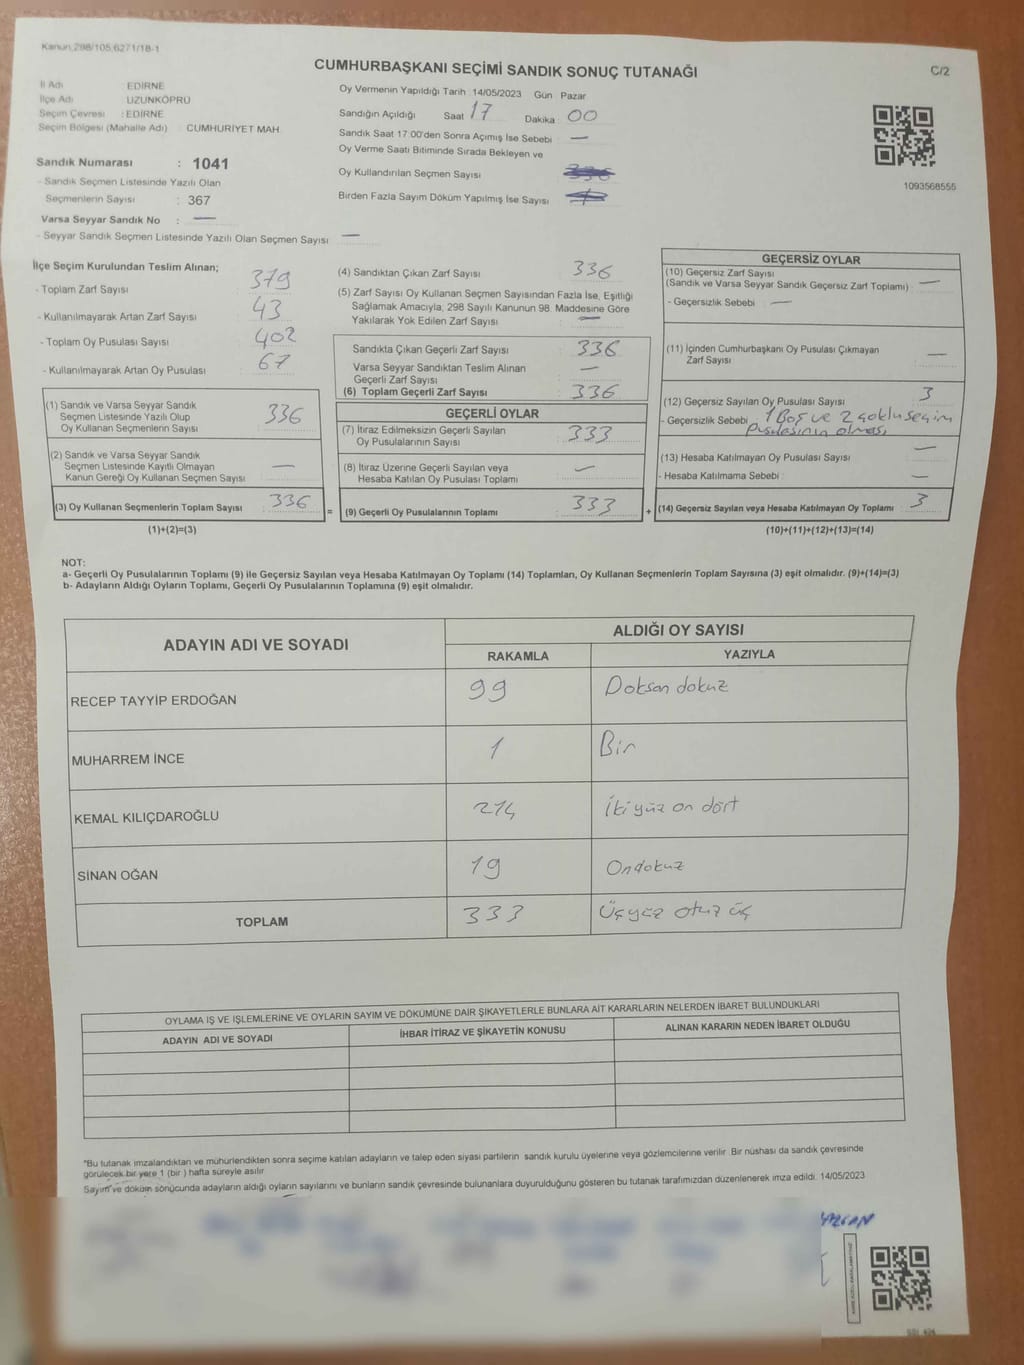 Kanun,298/105,6271/18-1
CUMHURBAŞKANI SEÇİMİ SANDIK SONUÇ TUTANAĞI
C/2
İl Adı : EDİRNE
İlçe Adı : UZUNKÖPRÜ
Seçim Çevresi : EDİRNE
Seçim Bölgesi (Mahalle Adı) CUMHURİYET MAH.
Sandık Numarası : 1041
- Sandık Seçmen Listesinde Yazılı Olan
Seçmenlerin Sayısı : 367
Varsa Seyyar Sandık No : —
- Seyyar Sandık Seçmen Listesinde Yazılı Olan Seçmen Sayısı —
Oy Vermenin Yapıldığı Tarih 14/05/2023 Gün Pazar
Sandığın Açıldığı Saat 17 Dakika 00
Sandık Saat 17:00'den Sonra Açımış İse Sebebi —
Oy Verme Saati Bitiminde Sırada Bekleyen ve
Oy Kullandırılan Seçmen Sayısı 336
Birden Fazla Sayım Döküm Yapılmış İse Sayısı
1093568555
İlçe Seçim Kurulundan Teslim Alınan;
- Toplam Zarf Sayısı 379
- Kullanılmayarak Artan Zarf Sayısı 43
- Toplam Oy Pusulası Sayısı 402
- Kullanılmayarak Artan Oy Pusulası 67
(1) Sandık ve Varsa Seyyar Sandık
Seçmen Listesinde Yazılı Olup
Oy Kullanan Seçmenlerin Sayısı 336
(2) Sandık ve Varsa Seyyar Sandık
Seçmen Listesinde Kayıtlı Olmayan
Kanun Gereği Oy Kullanan Seçmen Sayısı —
(3) Oy Kullanan Seçmenlerin Toplam Sayısı 336
(1)+(2)=(3)
=
(4) Sandıktan Çıkan Zarf Sayısı 336
(5) Zarf Sayısı Oy Kullanan Seçmen Sayısından Fazla İse, Eşitliği
Sağlamak Amacıyla; 298 Sayılı Kanunun 98. Maddesine Göre
Yakılarak Yok Edilen Zarf Sayısı —
Sandıkta Çıkan Geçerli Zarf Sayısı 336
Varsa Seyyar Sandıktan Teslim Alınan
Geçerli Zarf Sayısı —
(6) Toplam Geçerli Zarf Sayısı 336
GEÇERLİ OYLAR
(7) İtiraz Edilmeksizin Geçerli Sayılan
Oy Pusulalarının Sayısı 333
(8) İtiraz Üzerine Geçerli Sayılan veya
Hesaba Katılan Oy Pusulası Toplamı —
(9) Geçerli Oy Pusulalarının Toplamı 333
+
GEÇERSİZ OYLAR
(10) Geçersiz Zarf Sayısı
(Sandık ve Varsa Seyyar Sandık Geçersiz Zarf Toplamı) —
- Geçersizlik Sebebi —
(11) İçinden Cumhurbaşkanı Oy Pusulası Çıkmayan
Zarf Sayısı —
(12) Geçersiz Sayılan Oy Pusulası Sayısı 3
- Geçersizlik Sebebi 1 Boş ve 2 çoklu seçim
Pusulasının olması
(13) Hesaba Katılmayan Oy Pusulası Sayısı —
- Hesaba Katılmama Sebebi —
(14) Geçersiz Sayılan veya Hesaba Katılmayan Oy Toplamı 3
(10)+(11)+(12)+(13)=(14)
NOT:
a- Geçerli Oy Pusulalarının Toplamı (9) ile Geçersiz Sayılan veya Hesaba Katılmayan Oy Toplamı (14) Toplamları, Oy Kullanan Seçmenlerin Toplam Sayısına (3) eşit olmalıdır. (9)+(14)=(3)
b- Adayların Aldığı Oyların Toplamı, Geçerli Oy Pusulalarının Toplamına (9) eşit olmalıdır.
ADAYIN ADI VE SOYADI
ALDIĞI OY SAYISI
RAKAMLA YAZIYLA
RECEP TAYYİP ERDOĞAN 99 Doksan dokuz
MUHARREM İNCE 1 Bir
KEMAL KILIÇDAROĞLU 214 İki yüz on dört
SİNAN OĞAN 19 Ondokuz
TOPLAM 333 Üçyüz otuz üç
OYLAMA İŞ VE İŞLEMLERİNE VE OYLARIN SAYIM VE DÖKÜMÜNE DAİR ŞİKAYETLERLE BUNLARA AİT KARARLARIN NELERDEN İBARET BULUNDUKLARI
ADAYIN ADI VE SOYADI İHBAR İTİRAZ VE ŞİKAYETİN KONUSU ALINAN KARARIN NEDEN İBARET OLDUĞU
*Bu tutanak imzalandıktan ve mühürlendikten sonra seçime katılan adayların ve talep eden siyasi partilerin sandık kurulu üyelerine veya gözlemcilerine verilir. Bir nüshası da sandık çevresinde
görülecek bir yere 1 (bir ) hafta süreyle asılır.
Sayım ve döküm sonucunda adayların aldığı oyların sayılarını ve bunların sandık çevresinde bulunanlara duyurulduğunu gösteren bu tutanak tarafımızdan düzenlenerek imza edildi. 14/05/2023